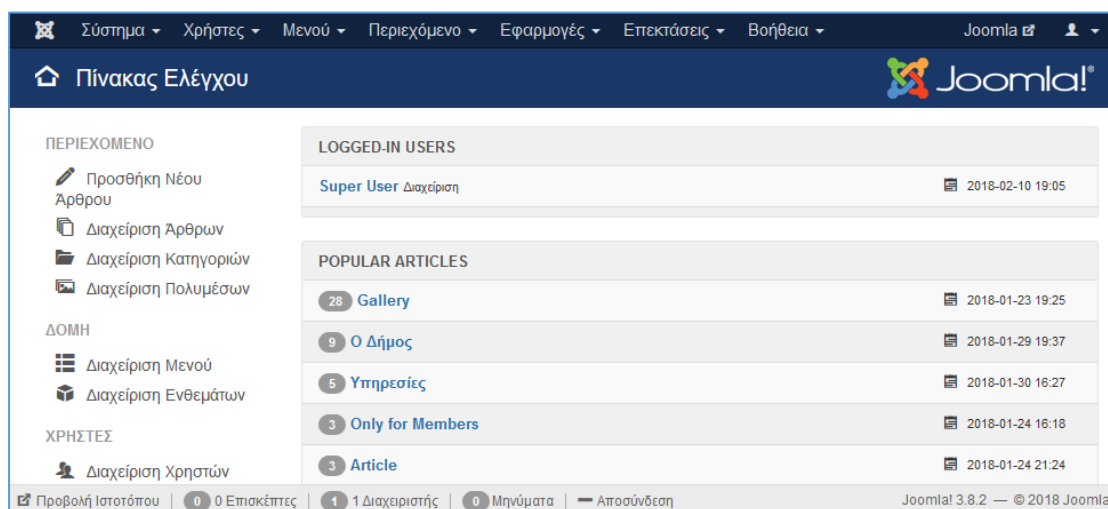 Σύστημα Χρήστες Μενού Περιεχόμενο Εφαρμογές Επεκτάσεις Βοήθεια Joomla
Πίνακας Ελέγχου Joomla!®
ΠΕΡΙΕΧΟΜΕΝΟ
Προσθήκη Νέου
Άρθρου
Διαχείριση Άρθρων
Διαχείριση Κατηγοριών
Διαχείριση Πολυμέσων
ΔΟΜΗ
Διαχείριση Μενού
Διαχείριση Ενθεμάτων
ΧΡΗΣΤΕΣ
Διαχείριση Χρηστών
LOGGED-IN USERS
Super User Διαχείριση 2018-02-10 19:05
POPULAR ARTICLES
28 Gallery 2018-01-23 19:25
9 Ο Δήμος 2018-01-29 19:37
5 Υπηρεσίες 2018-01-30 16:27
3 Only for Members 2018-01-24 16:18
3 Article 2018-01-24 21:24
Προβολή Ιστοτόπου | 0 0 Επισκέπτες | 1 1 Διαχειριστής | 0 Μηνύματα | Αποσύνδεση Joomla! 3.8.2 — © 2018 Joomla